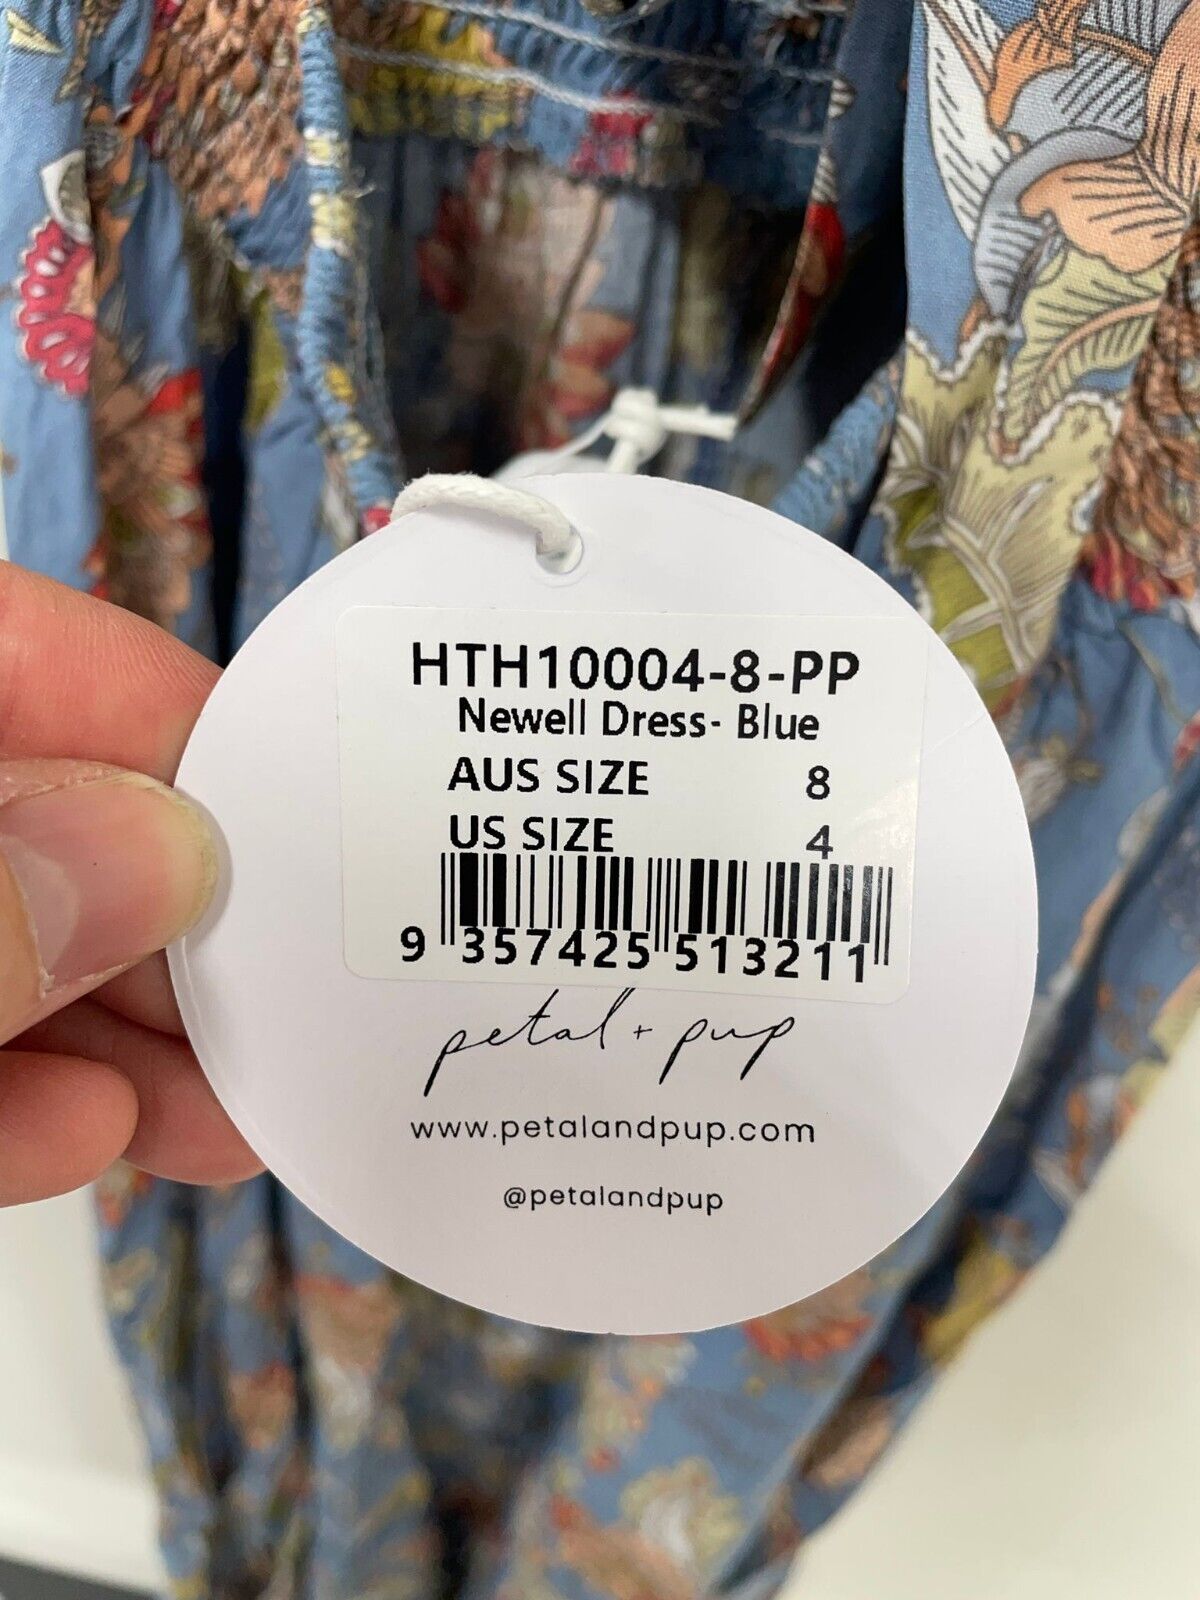 HTH10004-8-PP
Newell Dress- Blue
AUS SIZE 8
US SIZE 4
9 357425 513211
petal + pup
www.petalandpup.com
@petalandpup